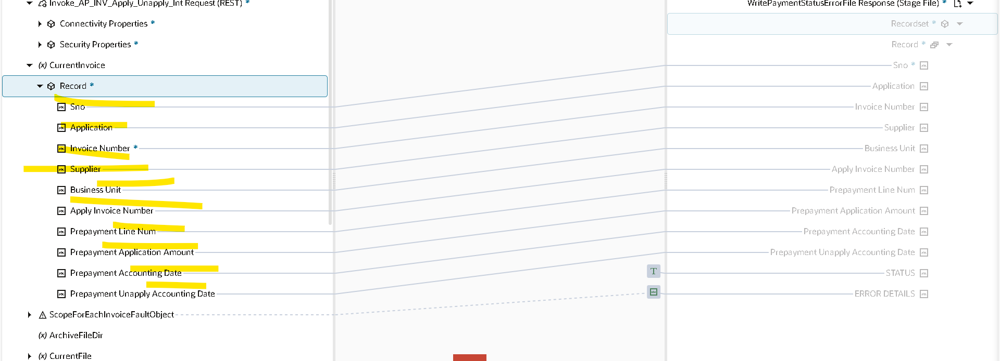 Invoke_AP_INV_Apply_Unapply_Int Request (REST) *
Connectivity Properties *
Security Properties *
(x) CurrentInvoice
Record *
Sno
Application
Invoice Number *
Supplier
Business Unit
Apply Invoice Number
Prepayment Line Num
Prepayment Application Amount
Prepayment Accounting Date
Prepayment Unapply Accounting Date
ScopeForEachInvoiceFaultObject
(x) ArchiveFileDir
(x) CurrentFile
T
WritePaymentStatusErrorFile Response (Stage File) *
Recordset *
Record *
Sno *
Application
Invoice Number
Supplier
Business Unit
Apply Invoice Number
Prepayment Line Num
Prepayment Application Amount
Prepayment Accounting Date
Prepayment Unapply Accounting Date
STATUS
ERROR DETAILS